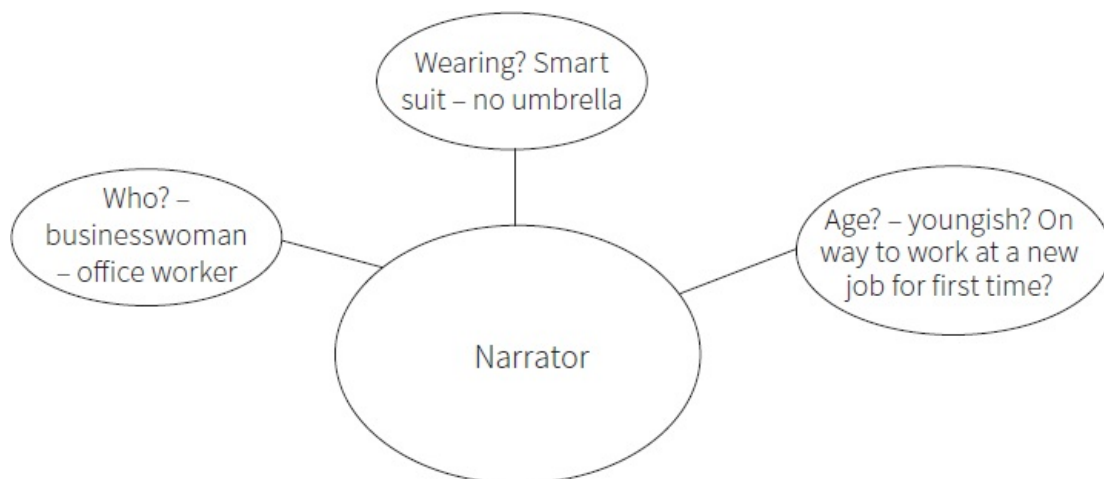 Wearing? Smart
suit – no umbrella
Who? –
businesswoman
– office worker
Age? – youngish? On
way to work at a new
job for first time?
Narrator